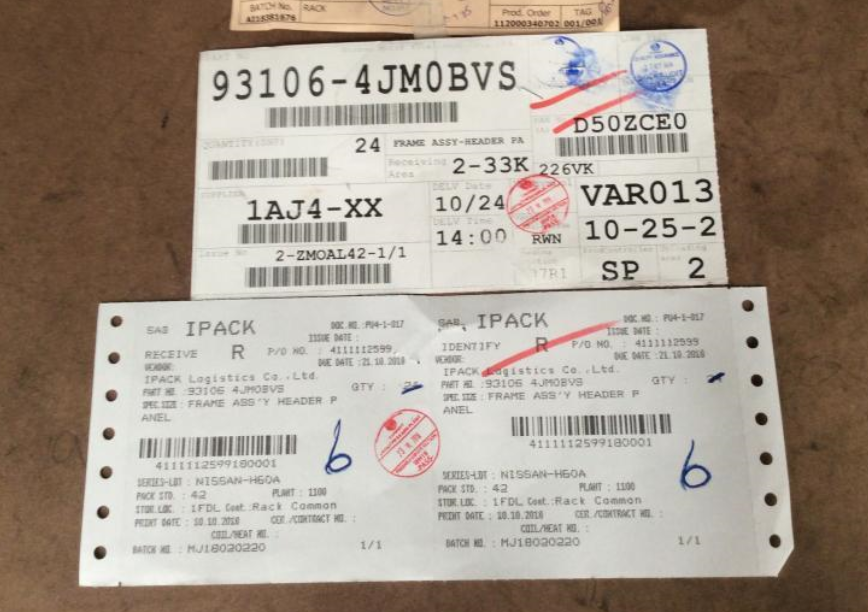 BATCH No. RACK
A218381676
Prod. Order TAG
112000340702 001/001
93106-4JM0BVS
D50ZCE0
QUANTITY
24 FRAME ASSY-HEADER PA
Receiving
Area
2-33K 226VK
SUPPLIER
1AJ4-XX
DELV Date
10/24
DELV Time
14:00 RWN
VAR013
10-25-2
Issue No
2-ZMOAL42-1/1
SP 2
SAB IPACK DOC.NO.:PU4-1-017
ISSUE DATE :
RECEIVE R P/O NO. : 4111112599
VENDOR: DUE DATE :21.10.2018
IPACK Logistics Co.,Ltd.
PART NO. :93106 4JM0BVS QTY :
SPEC SIZE : FRAME ASS'Y HEADER P
ANEL
6
4111112599180001
SERIES-LOT : NISSAN-H60A
PACK STD. : 42 PLANT : 1100
STOR.LOC. : 1FDL Cont.:Rack Common
PRINT DATE : 10.10.2018 CER./CONTRACT NO. :
COIL/HEAT NO. :
BATCH NO. : MJ18020220 1/1
SAB IPACK DOC.NO.:PU4-1-017
ISSUE DATE :
IDENTIFY R P/O NO. : 4111112599
VENDOR: DUE DATE :21.10.2018
IPACK Logistics Co.,Ltd.
PART NO. :93106 4JM0BVS QTY :
SPEC SIZE : FRAME ASS'Y HEADER P
ANEL
4111112599180001
6
SERIES-LOT : NISSAN-H60A
PACK STD. : 42 PLANT : 1100
STOR.LOC. : 1FDL Cont.:Rack Common
PRINT DATE : 10.10.2018 CER./CONTRACT NO. :
COIL/HEAT NO. :
BATCH NO. : MJ18020220 1/1